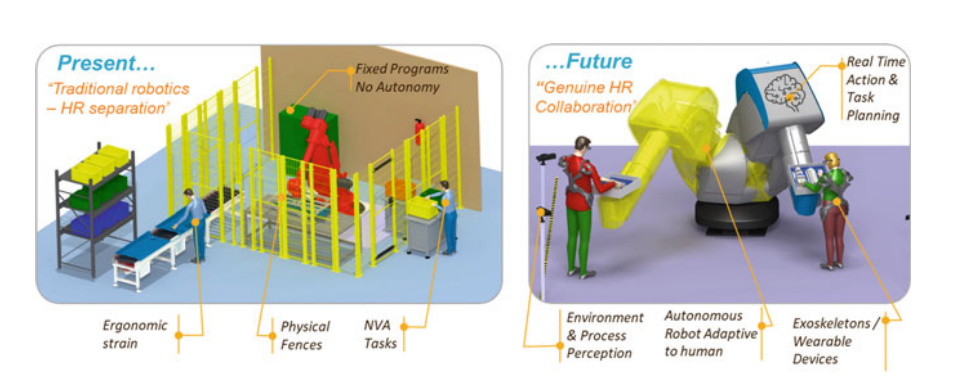 Present...
"Traditional robotics
– HR separation"
Fixed Programs
No Autonomy
Ergonomic
strain
Physical
Fences
NVA
Tasks
...Future
"Genuine HR
Collaboration"
Real Time
Action &
Task
Planning
Environment
& Process
Perception
Autonomous
Robot Adaptive
to human
Exoskeletons /
Wearable
Devices